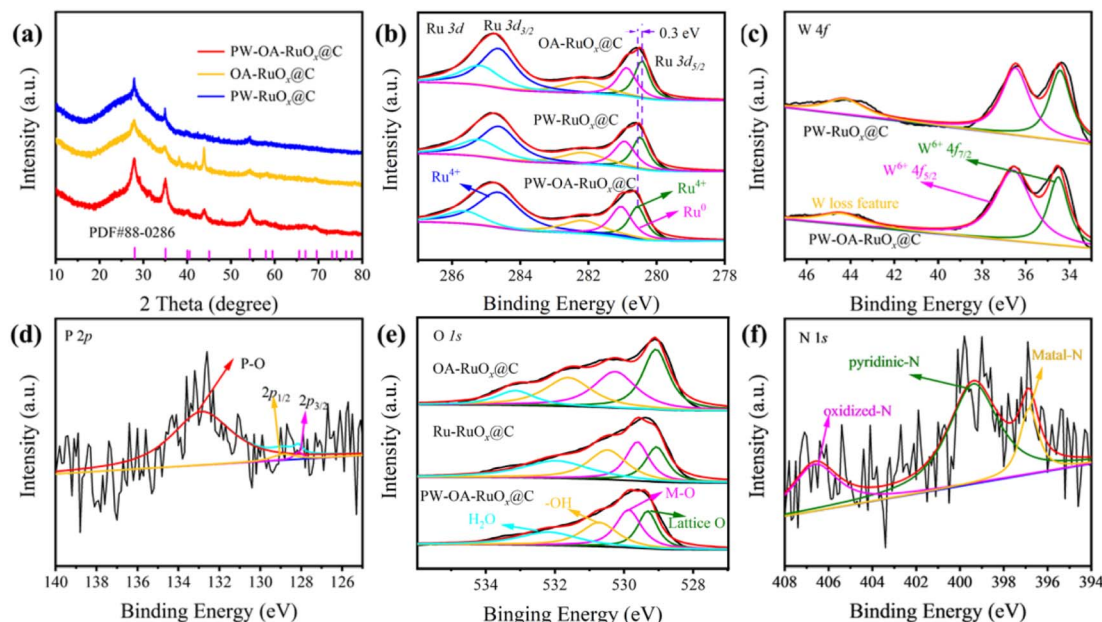 (a)
PW-OA-RuOₓ@C
OA-RuOₓ@C
PW-RuOₓ@C
PDF#88-0286
Intensity (a.u.)
10 20 30 40 50 60 70 80
2 Theta (degree)
(b)
Ru 3d
Ru 3d₃/₂
OA-RuOₓ@C
0.3 eV
Ru 3d₅/₂
PW-RuOₓ@C
PW-OA-RuOₓ@C
Ru⁴⁺
Ru⁴⁺
Ru⁰
Intensity (a.u.)
286 284 282 280 278
Binding Energy (eV)
(c)
W 4f
PW-RuOₓ@C
W⁶⁺ 4f₇/₂
W⁶⁺ 4f₅/₂
W loss feature
PW-OA-RuOₓ@C
Intensity (a.u.)
45 42 39 36 33
Binding Energy (eV)
(d)
P 2p
P-O
2p₁/₂
2p₃/₂
Intensity (a.u.)
140 138 136 134 132 130 128 126
Binding Energy (eV)
(e)
O 1s
OA-RuOₓ@C
Ru-RuOₓ@C
PW-OA-RuOₓ@C
-OH
M-O
H₂O
Lattice O
Intensity (a.u.)
534 532 530 528
Binging Energy (eV)
(f)
N 1s
pyridinic-N
Matal-N
oxidized-N
Intensity (a.u.)
408 406 404 402 400 398 396 394
Binding Energy (eV)